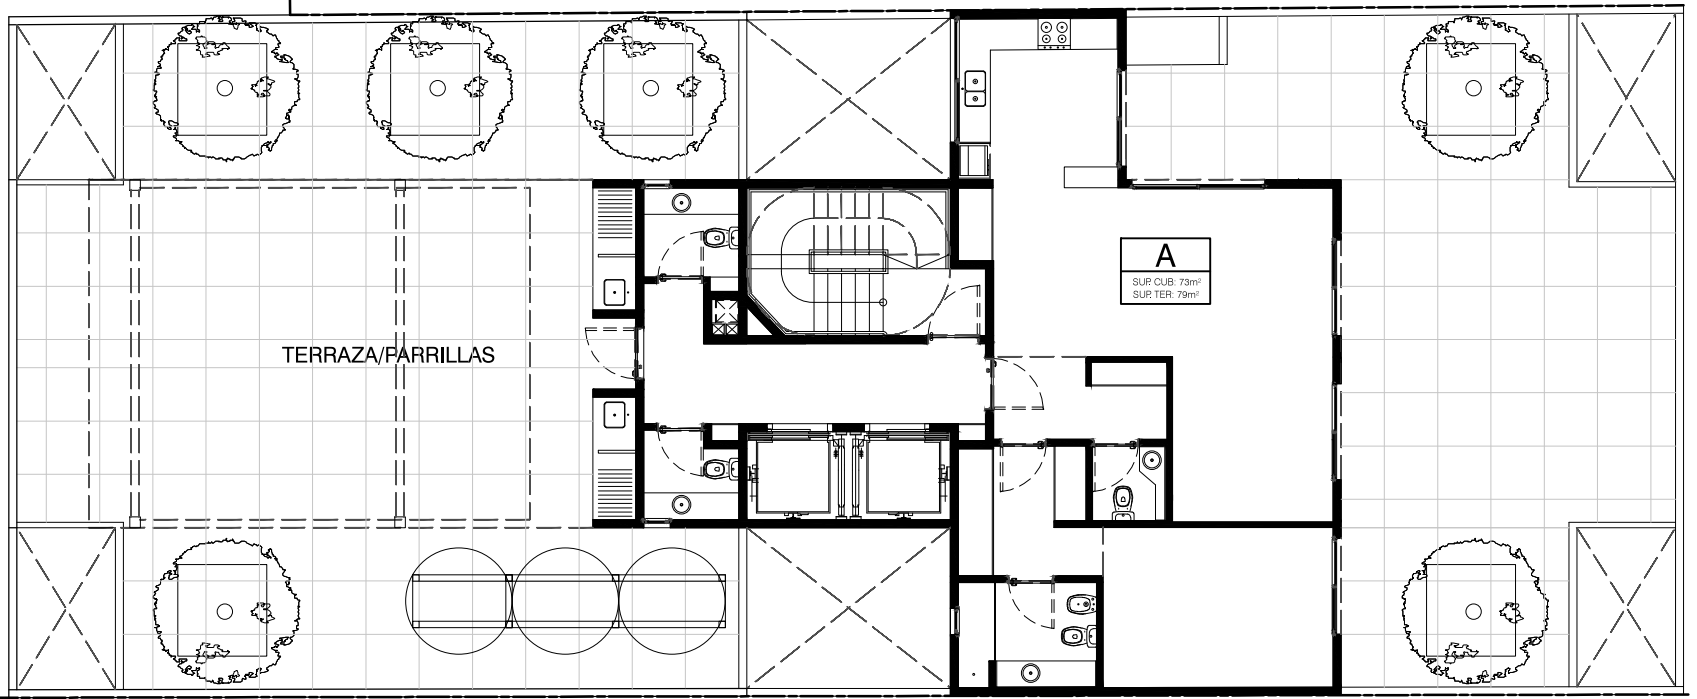 A
SUP. CUB: 73m²
SUP. TER: 79m²
TERRAZA/PARRILLAS